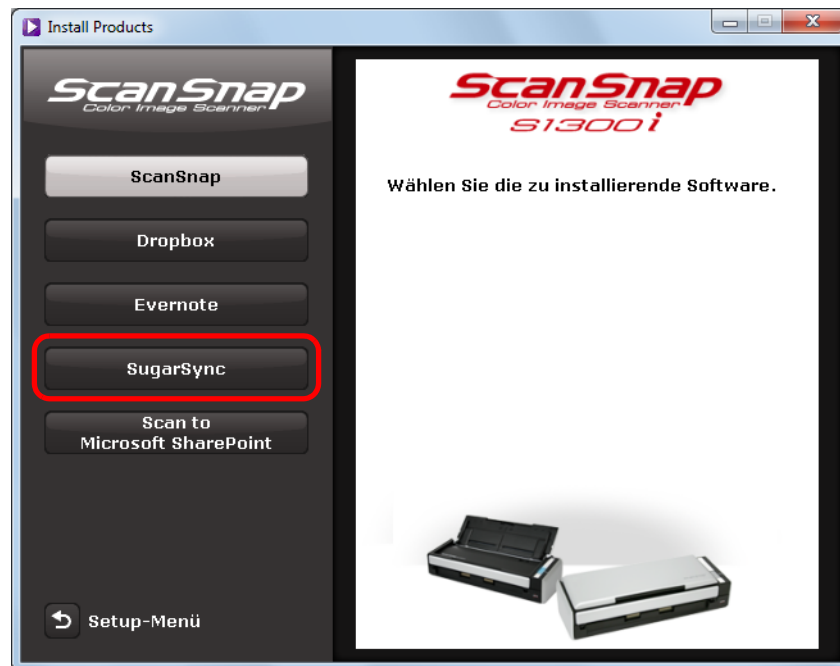 Install Products
ScanSnap
Color Image Scanner
ScanSnap
Dropbox
Evernote
SugarSync
Scan to
Microsoft SharePoint
Setup-Menü
ScanSnap
Color Image Scanner
S1300i
Wählen Sie die zu installierende Software.